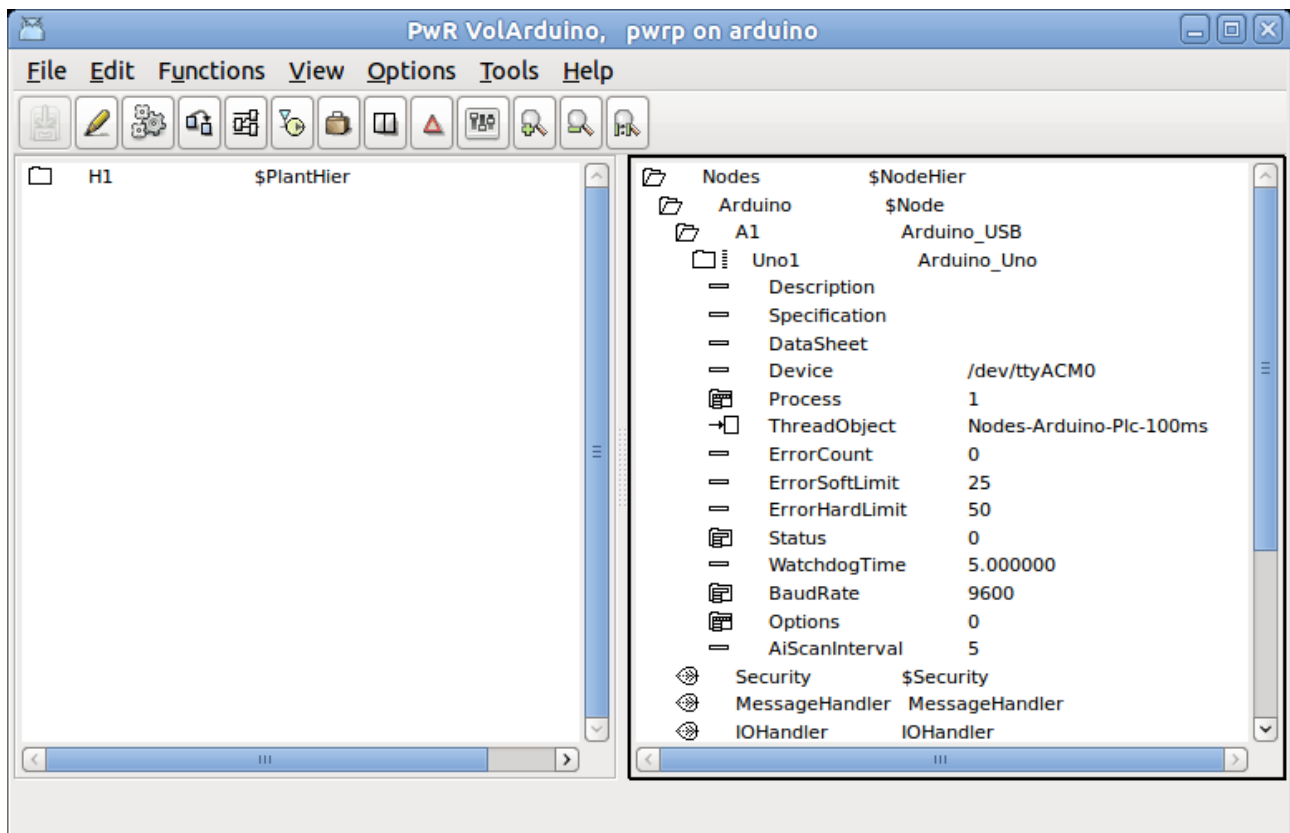 PwR VolArduino, pwrp on arduino
File Edit Functions View Options Tools Help
H1 $PlantHier
Nodes $NodeHier
Arduino $Node
A1 Arduino_USB
Uno1 Arduino_Uno
Description
Specification
DataSheet
Device /dev/ttyACM0
Process 1
ThreadObject Nodes-Arduino-Plc-100ms
ErrorCount 0
ErrorSoftLimit 25
ErrorHardLimit 50
Status 0
WatchdogTime 5.000000
BaudRate 9600
Options 0
AiScanInterval 5
Security $Security
MessageHandler MessageHandler
IOHandler IOHandler